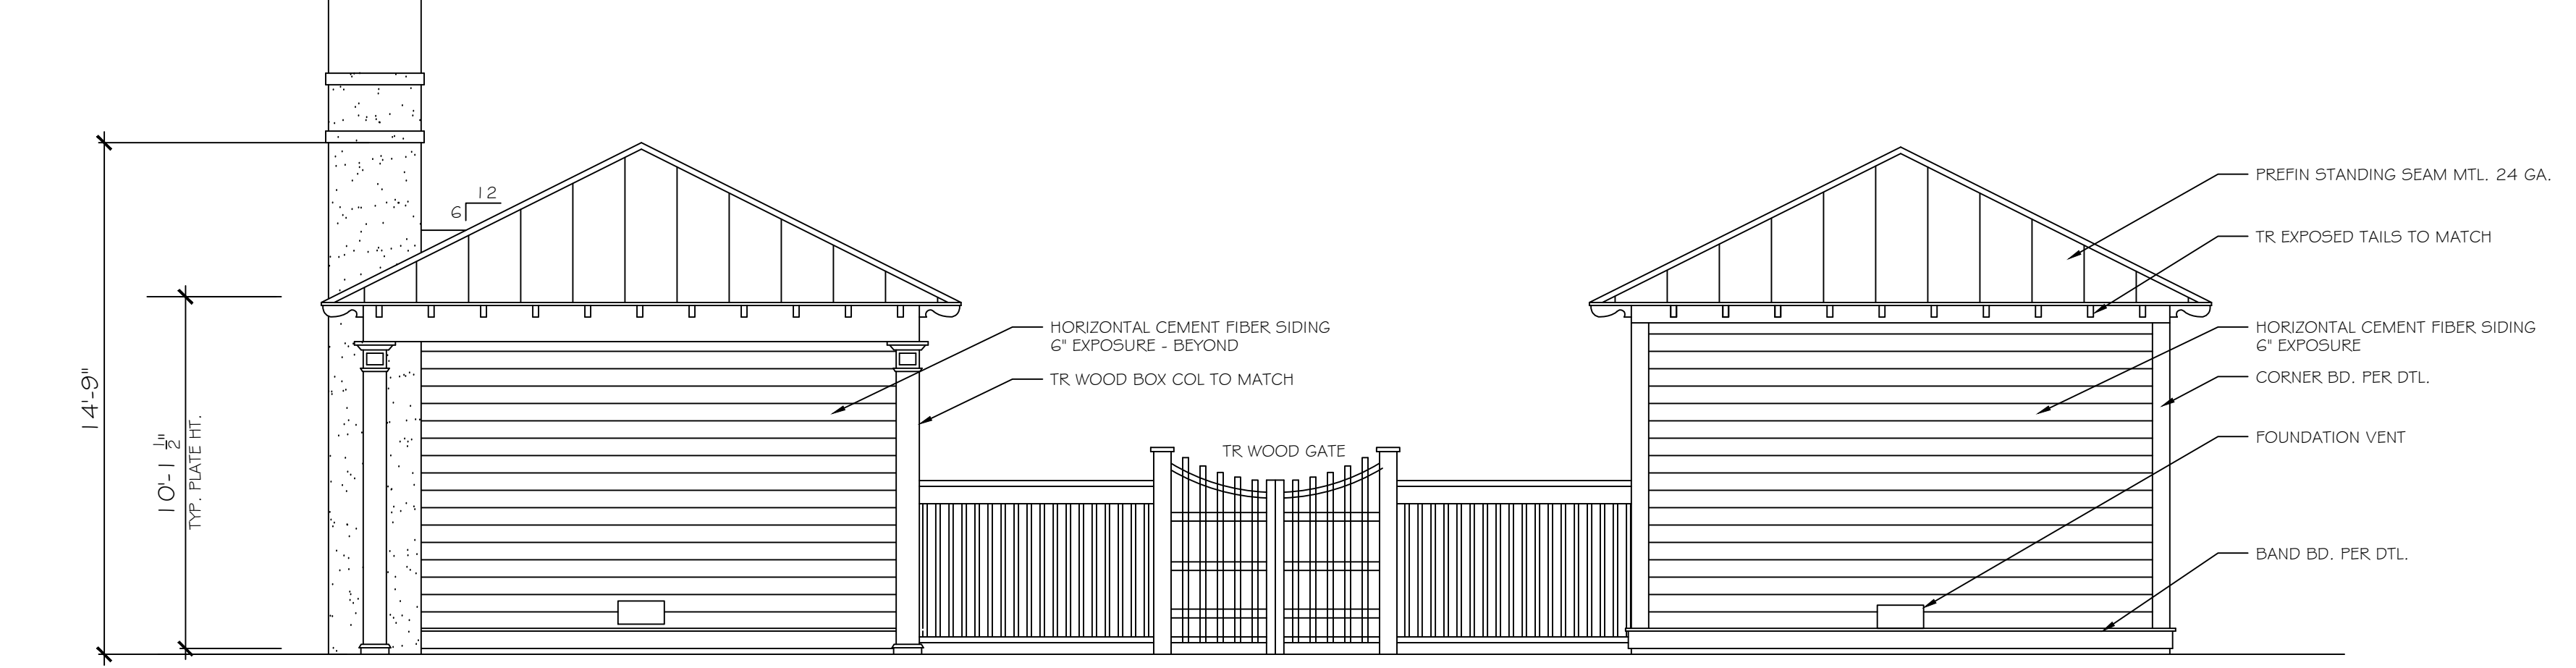 14'-9"
10'-1 1/2"
TYP. PLATE HT.
12
6
HORIZONTAL CEMENT FIBER SIDING
6" EXPOSURE - BEYOND
TR WOOD BOX COL TO MATCH
TR WOOD GATE
PREFIN STANDING SEAM MTL. 24 GA.
TR EXPOSED TAILS TO MATCH
HORIZONTAL CEMENT FIBER SIDING
6" EXPOSURE
CORNER BD. PER DTL.
FOUNDATION VENT
BAND BD. PER DTL.